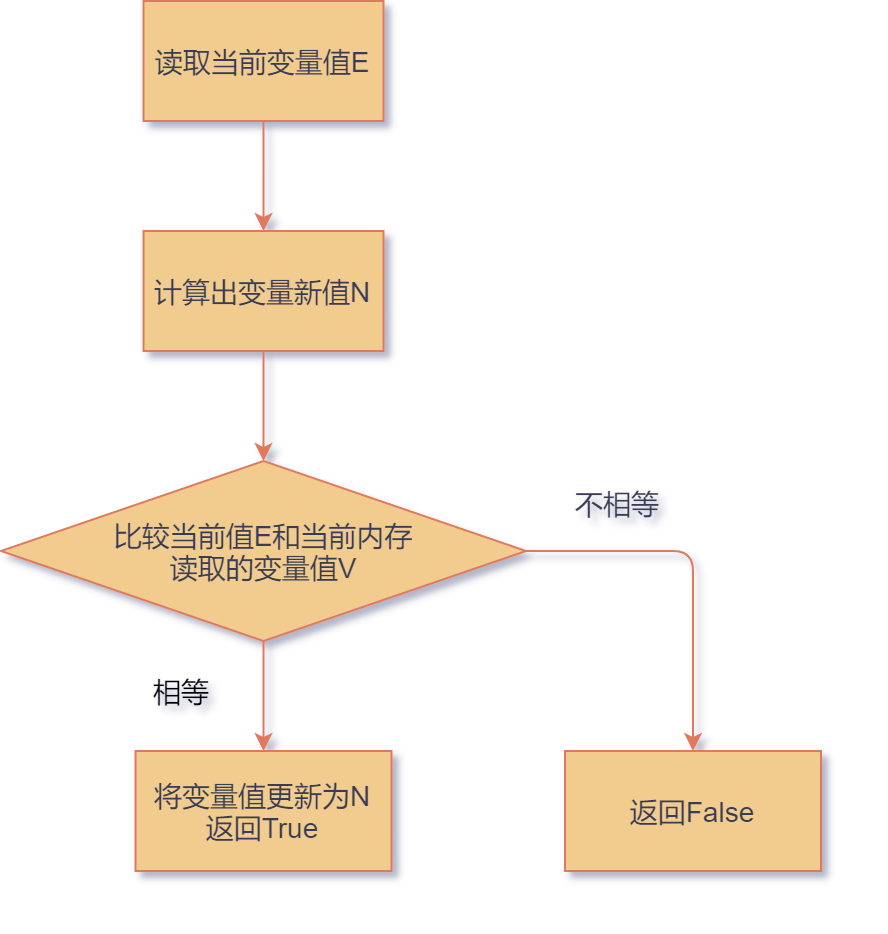 读取当前变量值E
计算出变量新值N
比较当前值E和当前内存
读取的变量值V
不相等
相等
将变量值更新为N
返回True
返回False